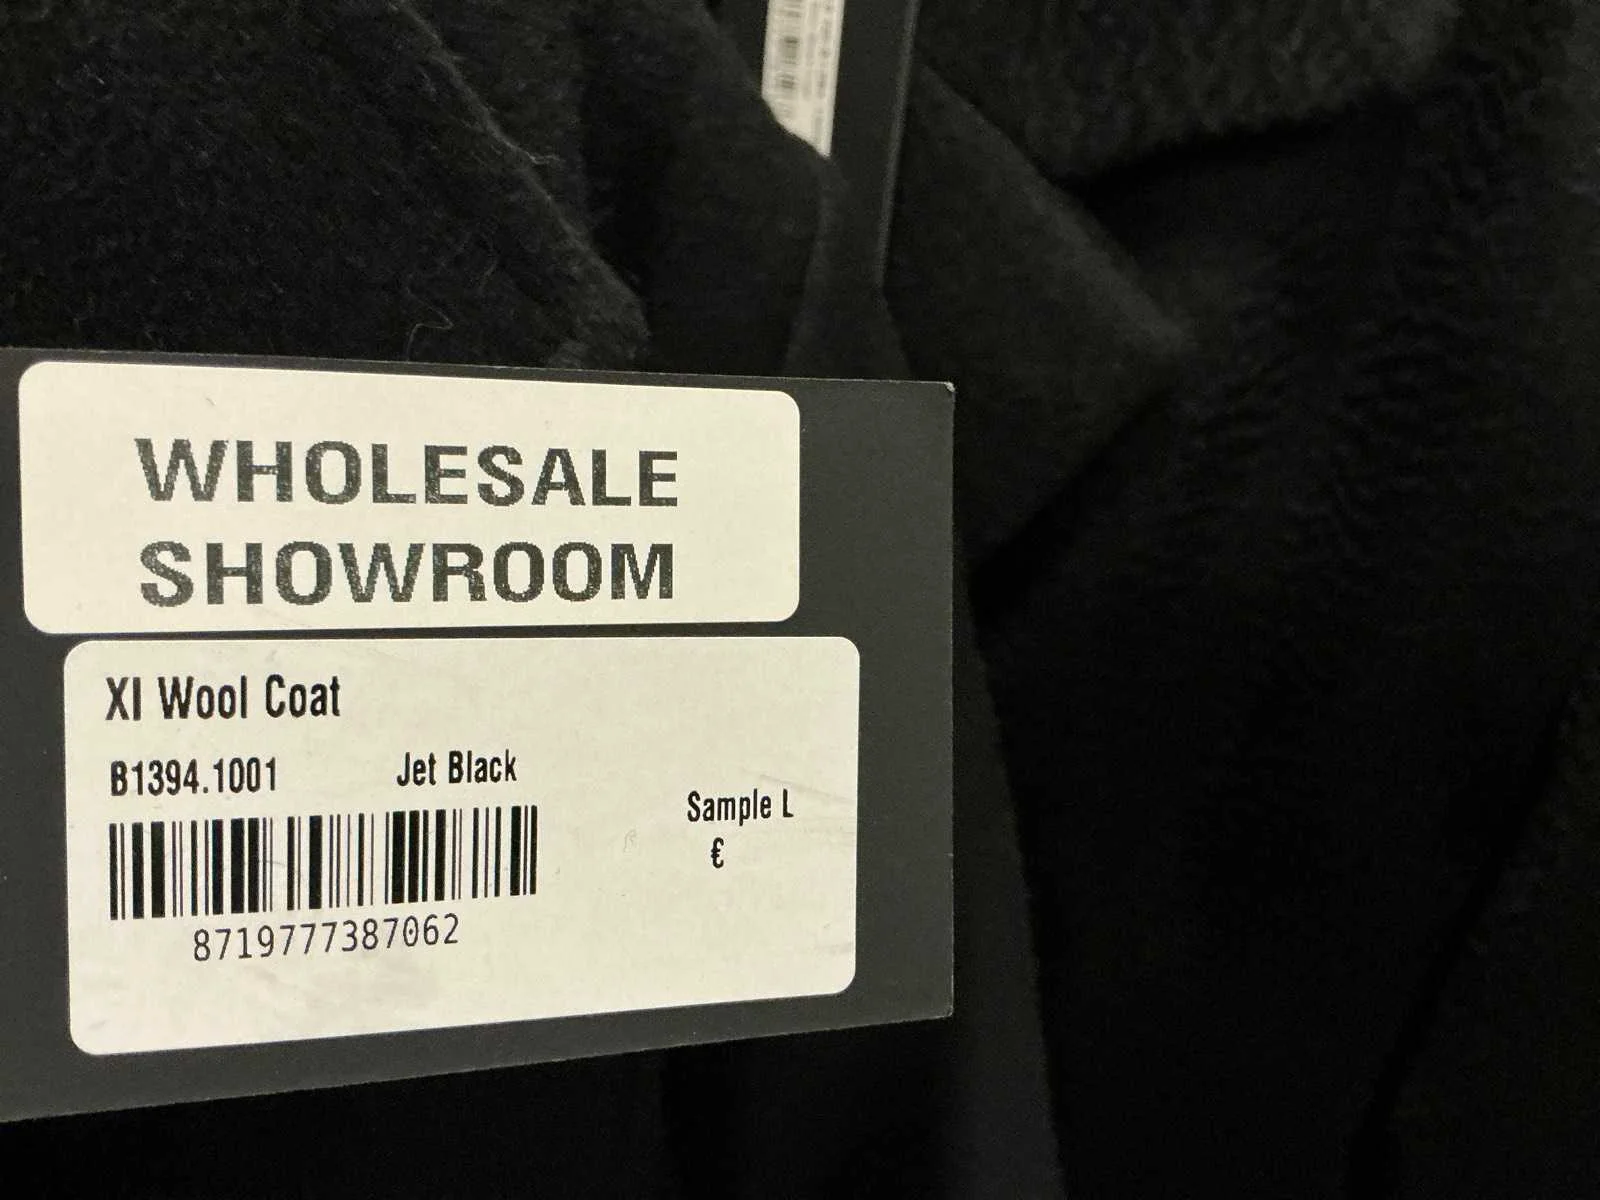 WHOLESALE
SHOWROOM
XI Wool Coat
B1394.1001 Jet Black
Sample L
€
8719777387062